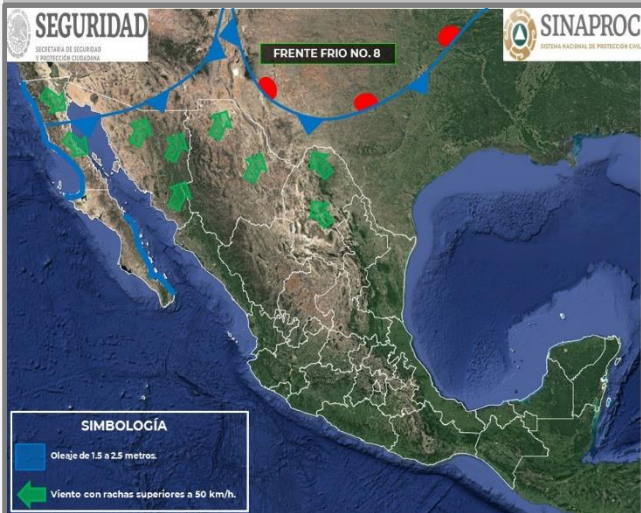 SEGURIDAD
SECRETARÍA DE SEGURIDAD
Y PROTECCIÓN CIUDADANA
FRENTE FRIO NO. 8
SINAPROC
SISTEMA NACIONAL DE PROTECCIÓN CIVIL
SIMBOLOGÍA
Oleaje de 1.5 a 2.5 metros.
Viento con rachas superiores a 50 km/h.